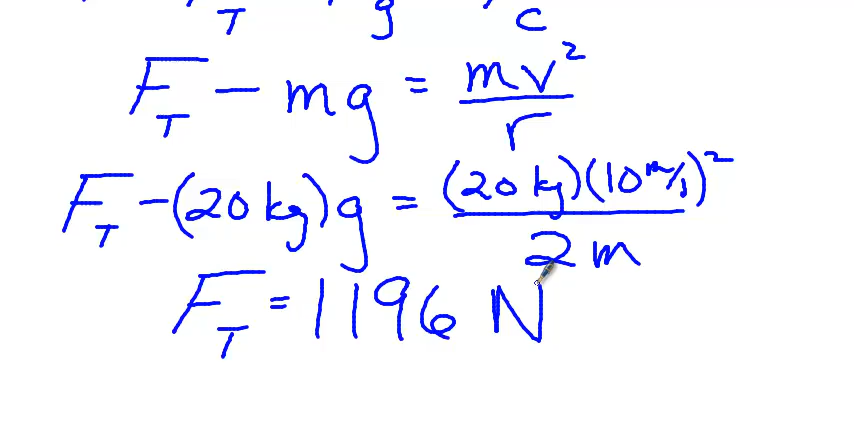 T g C
F_T - mg = mv²/r
F_T - (20 kg)g = (20 kg)(10 m/s)²/2 m
F_T = 1196 N